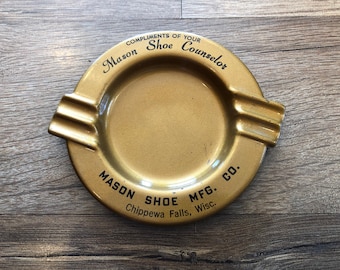 COMPLIMENTS OF YOUR
Mason Shoe Counselor
MASON SHOE MFG. CO.
Chippewa Falls, Wisc.